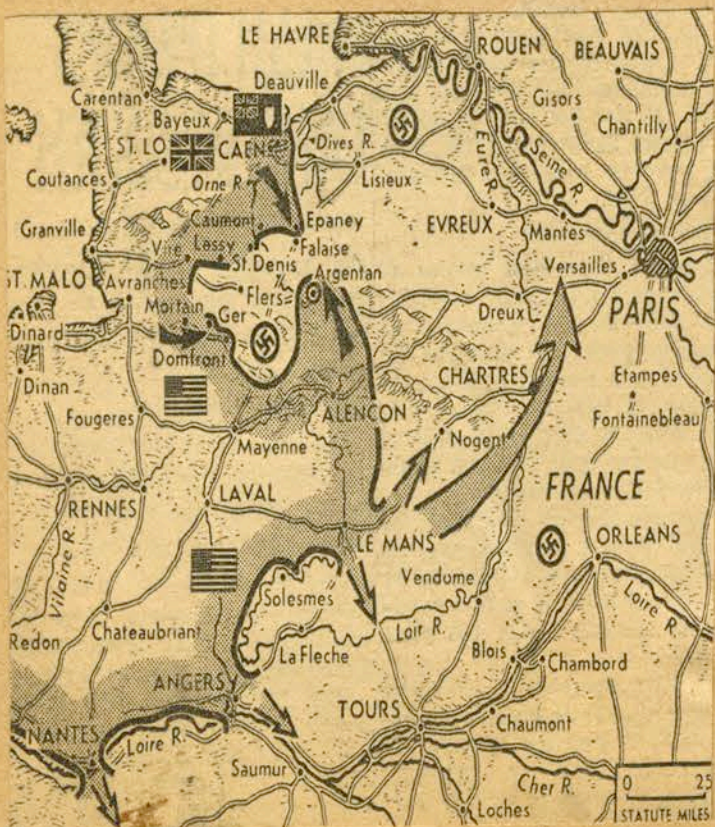 LE HAVRE
ROUEN
BEAUVAIS
Deauville
Carentan
Bayeux
Gisors
Chantilly
ST. LO
CAEN
Dives R.
Eure R.
Seine R.
Coutances
Orne R.
Lisieux
Granville
Caumont
Epaney
EVREUX
Mantes
Vire
Lassy
St. Denis
Falaise
Versailles
ST. MALO
Avranches
Flers
Argentan
Dinard
Mortain
Ger
Dreux
PARIS
Domfront
Dinan
CHARTRES
Etampes
Fougeres
ALENCON
Fontainebleau
Mayenne
Nogent
RENNES
LAVAL
FRANCE
Vilaine R.
LE MANS
ORLEANS
Solesmes
Vendome
Redon
Chateaubriant
La Fleche
Loir R.
Blois
Loire R.
Chambord
ANGERS
TOURS
Chaumont
NANTES
Loire R.
Saumur
Cher R.
Loches
0 25
STATUTE MILES